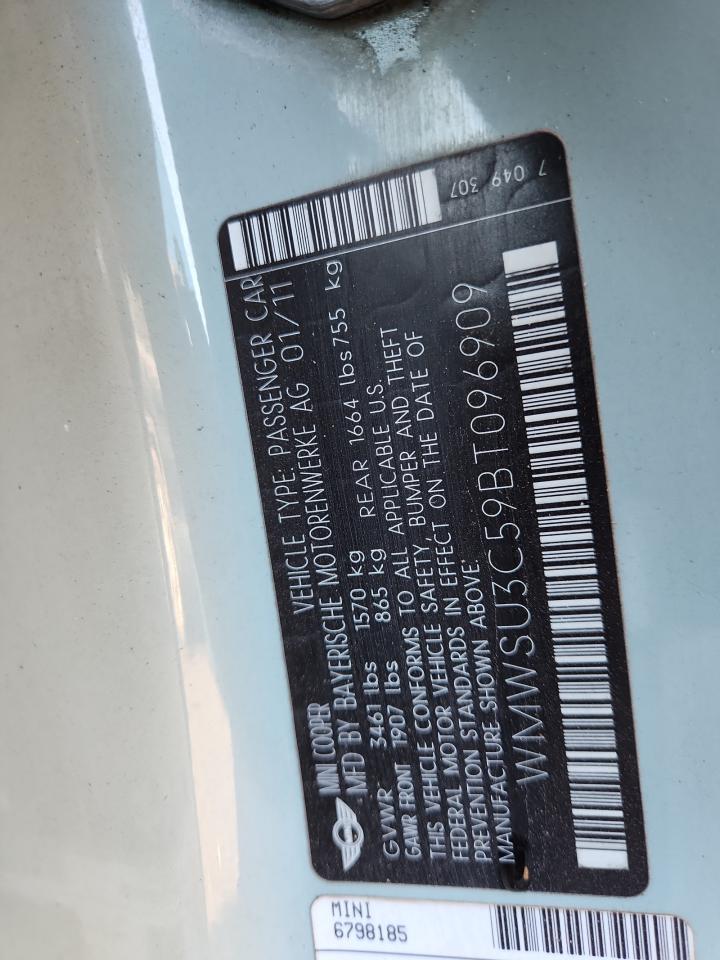 MINI COOPER VEHICLE TYPE: PASSENGER CAR
MFD BY BAYERISCHE MOTORENWERKE AG 01/11
GVWR 3461 lbs 1570 kg
GAWR FRONT 1907 lbs 865 kg REAR 1664 lbs 755 kg
THIS VEHICLE CONFORMS TO ALL APPLICABLE U.S.
FEDERAL MOTOR VEHICLE SAFETY, BUMPER AND THEFT
PREVENTION STANDARDS IN EFFECT ON THE DATE OF
MANUFACTURE SHOWN ABOVE.
WMWSU3C59BT096909
7 049 307
MINI
6798185